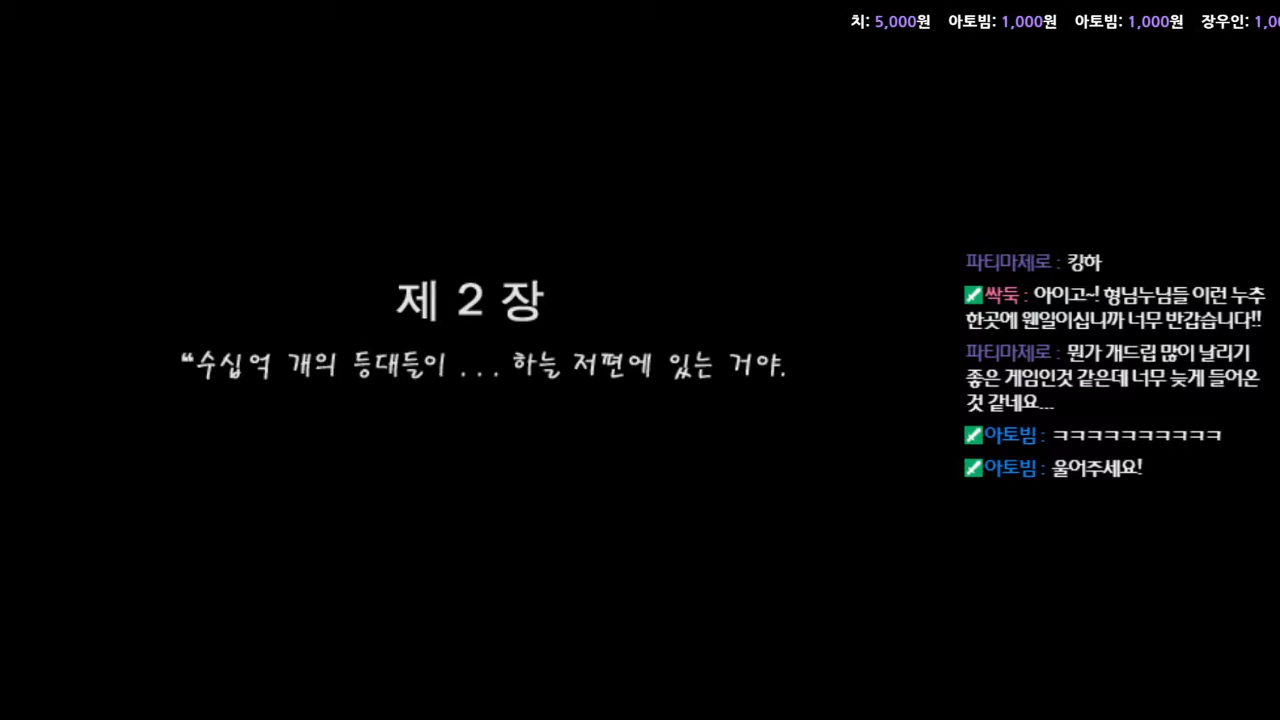 치: 5,000원 아토빔: 1,000원 아토빔: 1,000원 장우인:
제 2 장
“수십억 개의 등대들이 . . . 하늘 저편에 있는 거야.
파티마제로 : 컁하
싹둑 : 아이고~! 형님누님들 이런 누추
한곳에 웬일이십니까 너무 반갑습니다!!
파티마제로 : 뭔가 개드립 많이 날리기
좋은 게임인것 같은데 너무 늦게 들어온
것 같네요...
아토빔 : ㅋㅋㅋㅋㅋㅋㅋㅋㅋㅋ
아토빔 : 울어주세요!